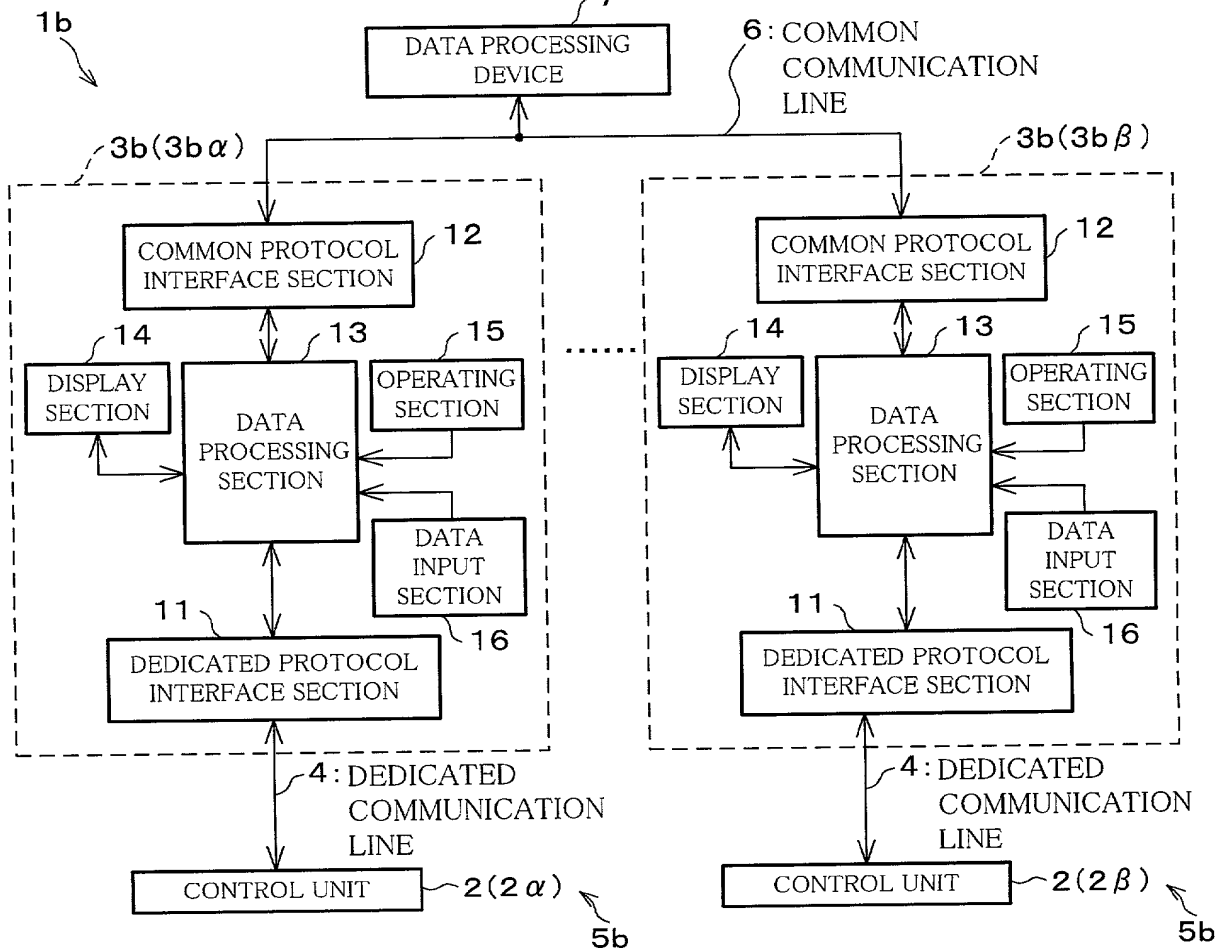 1b
DATA PROCESSING
DEVICE
6: COMMON
COMMUNICATION
LINE
3b(3bα)
3b(3bβ)
COMMON PROTOCOL
INTERFACE SECTION
12
COMMON PROTOCOL
INTERFACE SECTION
12
14
13
15
14
13
15
DISPLAY
SECTION
OPERATING
SECTION
DISPLAY
SECTION
OPERATING
SECTION
DATA
PROCESSING
SECTION
DATA
PROCESSING
SECTION
DATA
INPUT
SECTION
DATA
INPUT
SECTION
11
16
11
16
DEDICATED PROTOCOL
INTERFACE SECTION
DEDICATED PROTOCOL
INTERFACE SECTION
4: DEDICATED
COMMUNICATION
LINE
4: DEDICATED
COMMUNICATION
LINE
CONTROL UNIT
2(2α)
5b
CONTROL UNIT
2(2β)
5b